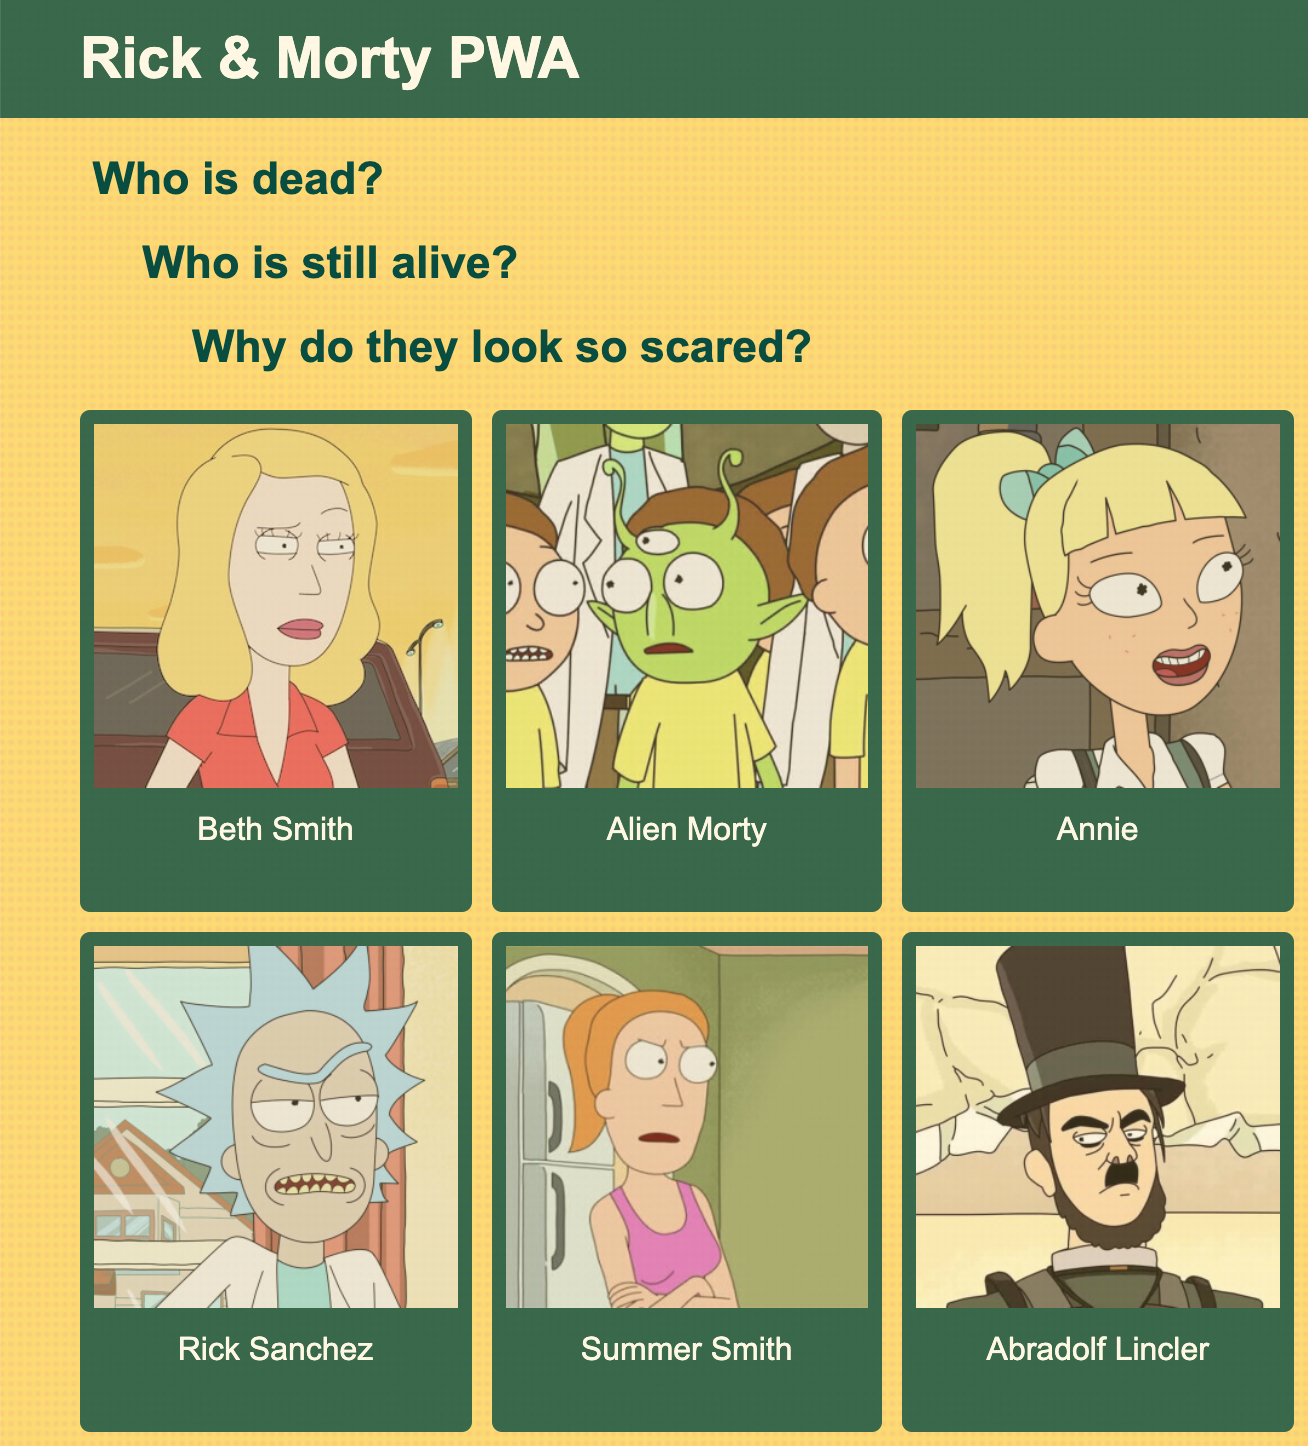 Rick & Morty PWA
Who is dead?
Who is still alive?
Why do they look so scared?
Beth Smith
Alien Morty
Annie
Rick Sanchez
Summer Smith
Abradolf Lincler